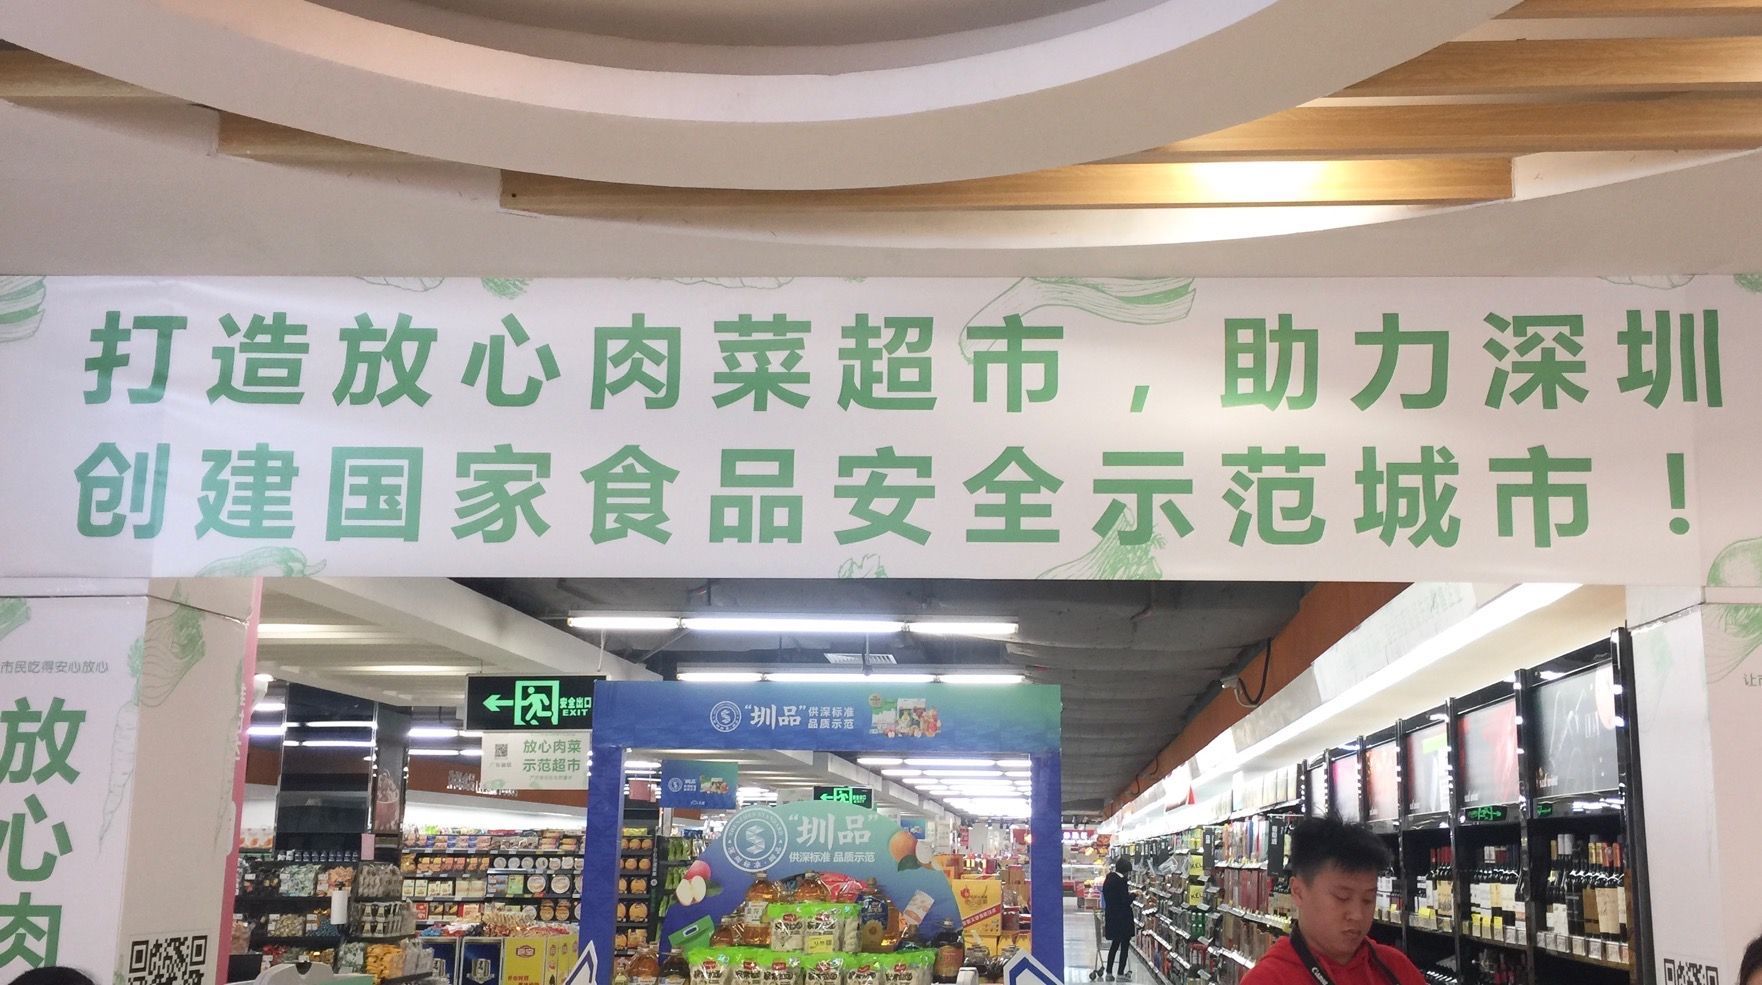 打造放心肉菜超市，助力深圳
创建国家食品安全示范城市！
市民吃得安心放心
放心肉
安全出口
EXIT
放心肉菜
示范超市
“圳品”
供深标准
品质示范
“圳品”
供深标准 品质示范